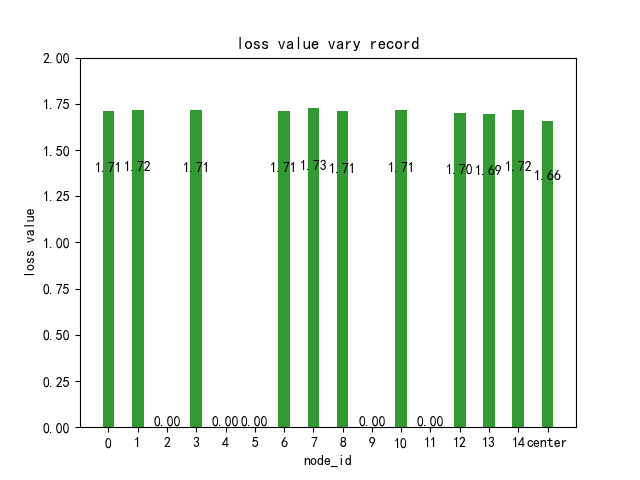 loss value vary record
loss value
2.00
1.75
1.50
1.25
1.00
0.75
0.50
0.25
0.00
1.71 1.72 0.00 1.71 0.00 0.00 1.71 1.73 1.71 0.00 1.71 0.00 1.70 1.69 1.72 1.66
0 1 2 3 4 5 6 7 8 9 10 11 12 13 14 center
node_id